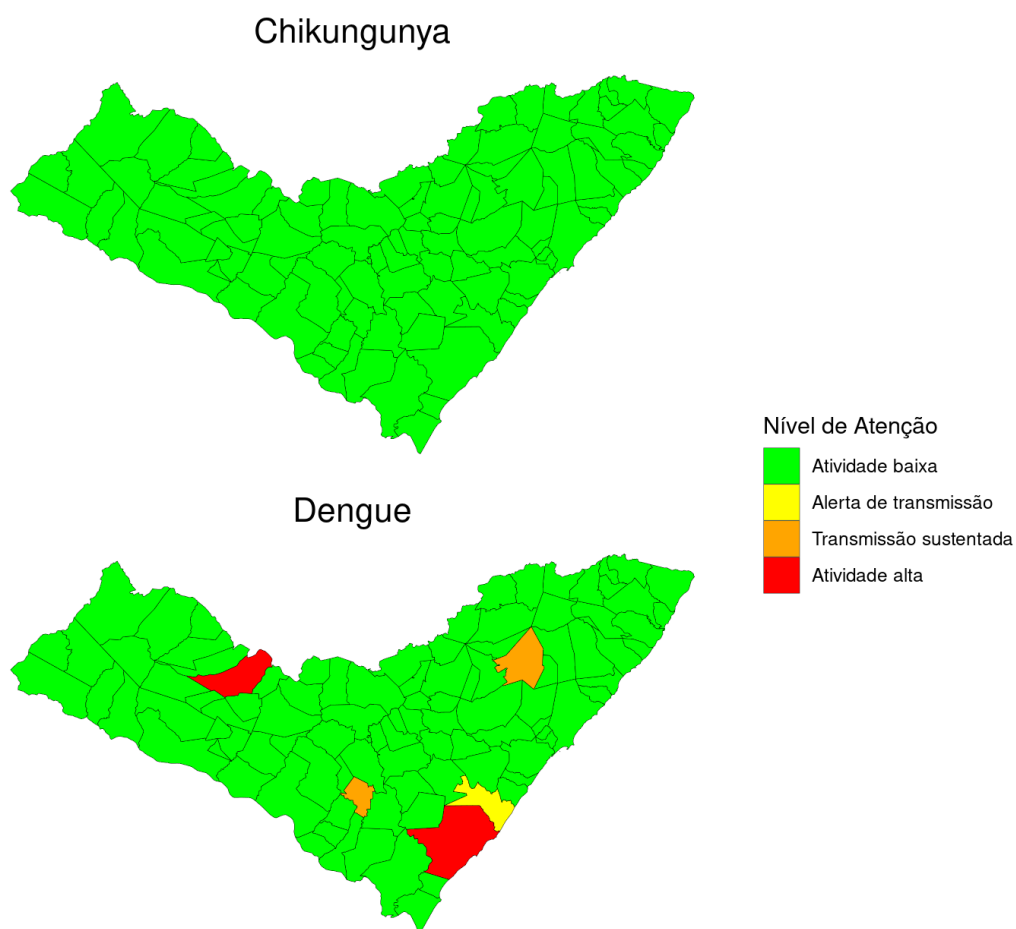 Chikungunya
Nível de Atenção
Atividade baixa
Alerta de transmissão
Transmissão sustentada
Atividade alta
Dengue